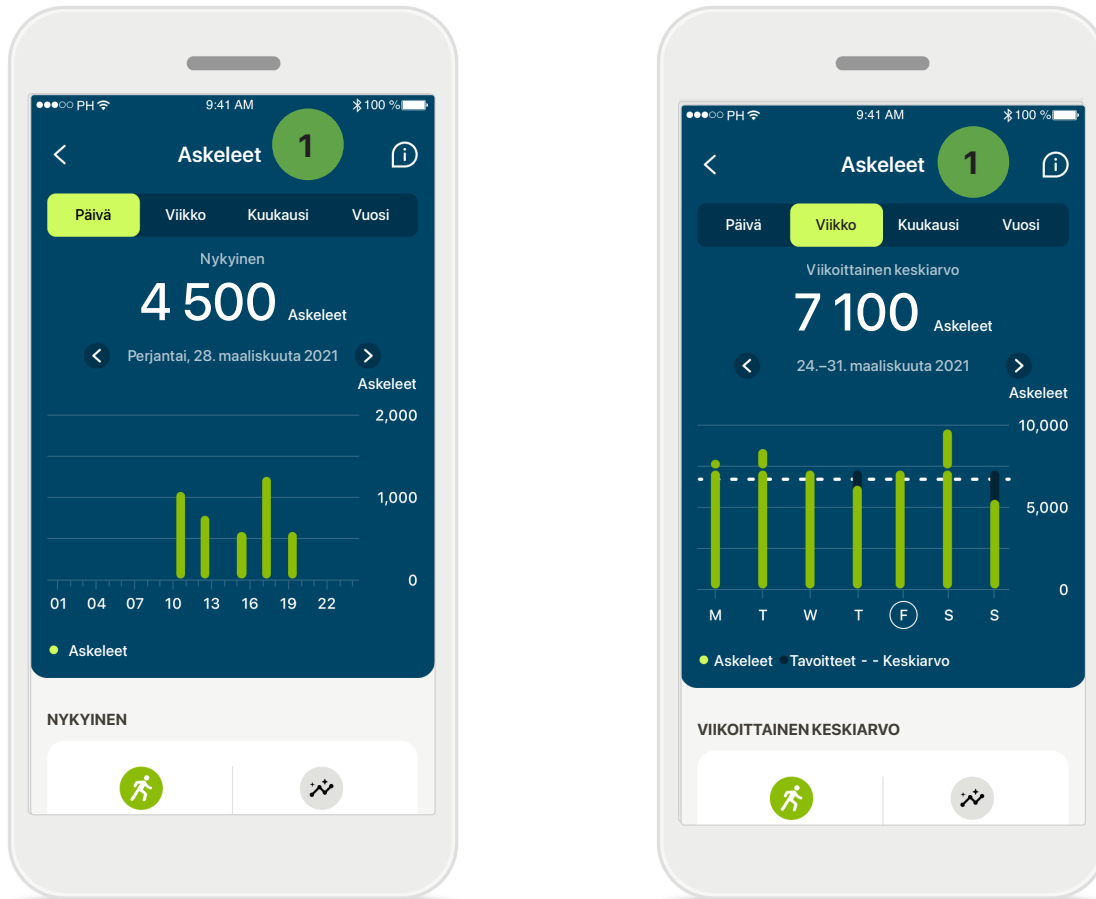 PH 9:41 AM 100 %
Askeleet 1
Päivä Viikko Kuukausi Vuosi
Nykyinen
4 500 Askeleet
Perjantai, 28. maaliskuuta 2021
Askeleet
2,000
1,000
0
01 04 07 10 13 16 19 22
Askeleet
NYKYINEN
PH 9:41 AM 100 %
Askeleet 1
Päivä Viikko Kuukausi Vuosi
Viikoittainen keskiarvo
7 100 Askeleet
24.–31. maaliskuuta 2021
Askeleet
10,000
5,000
0
M T W T F S S
Askeleet Tavoitteet - - Keskiarvo
VIIKOITTAINEN KESKIARVO